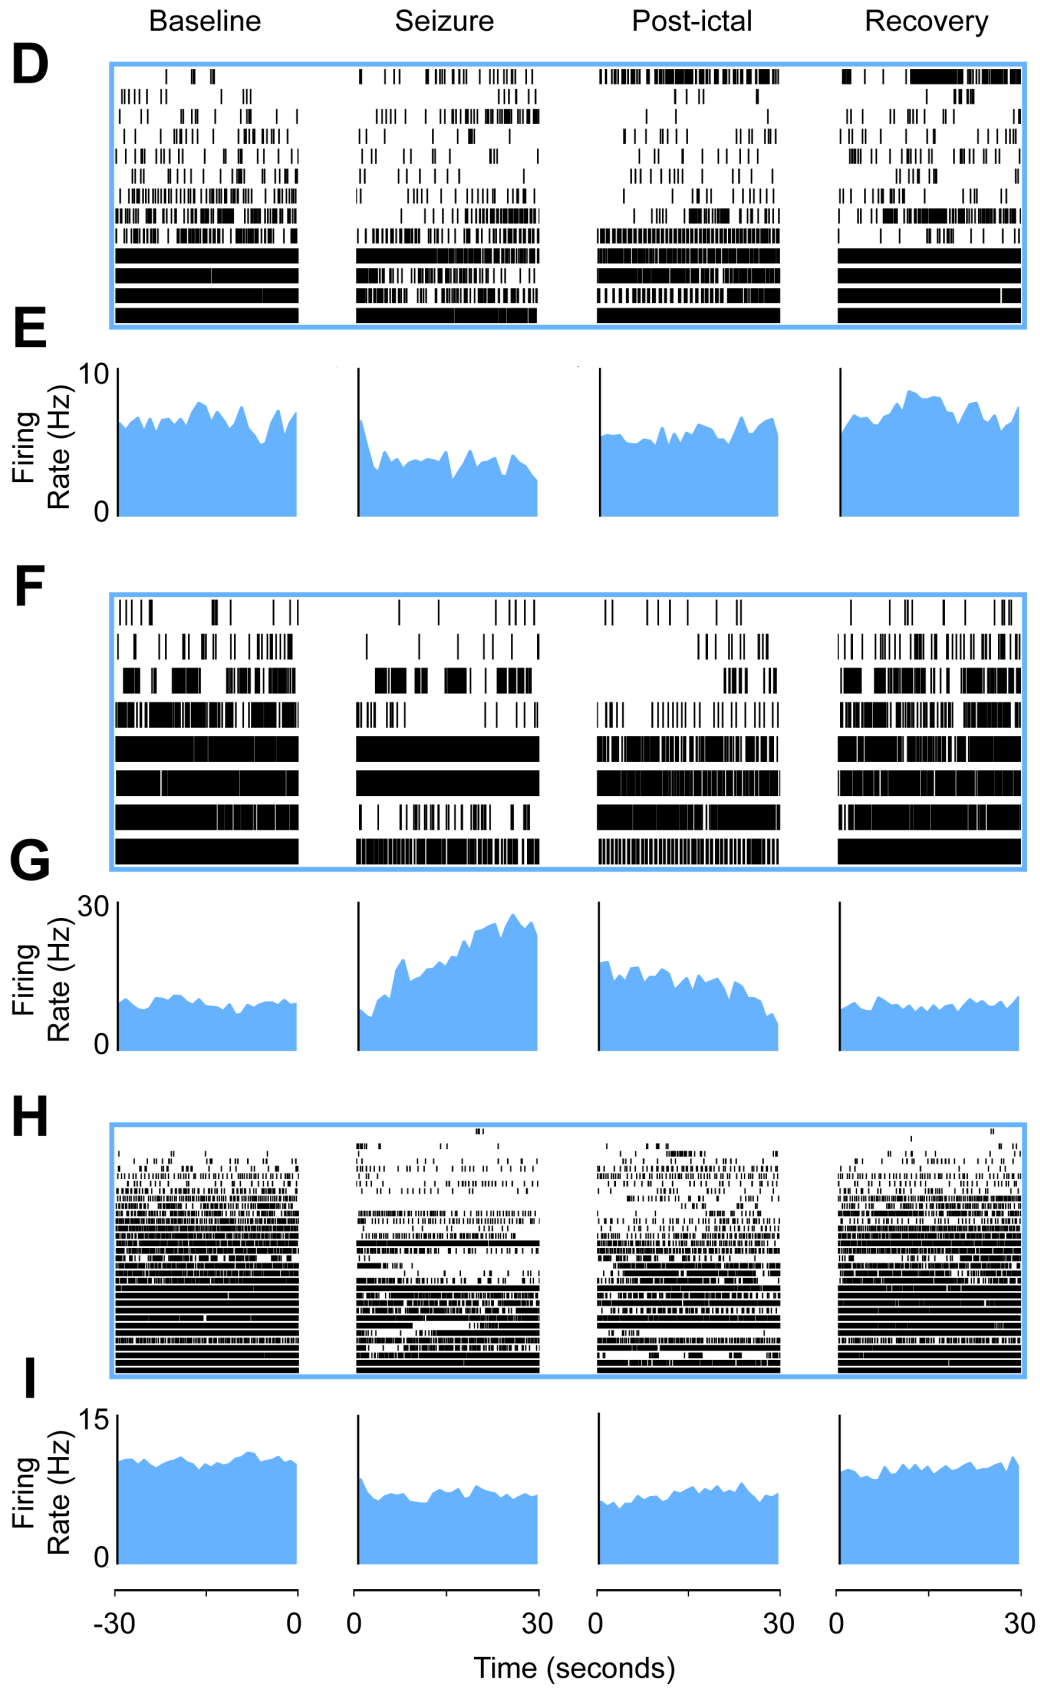 Baseline Seizure Post-ictal Recovery
D
E
10
Firing
Rate (Hz)
0
F
G
30
Firing
Rate (Hz)
0
H
I
15
Firing
Rate (Hz)
0
-30 0 0 30 0 30 0 30
Time (seconds)